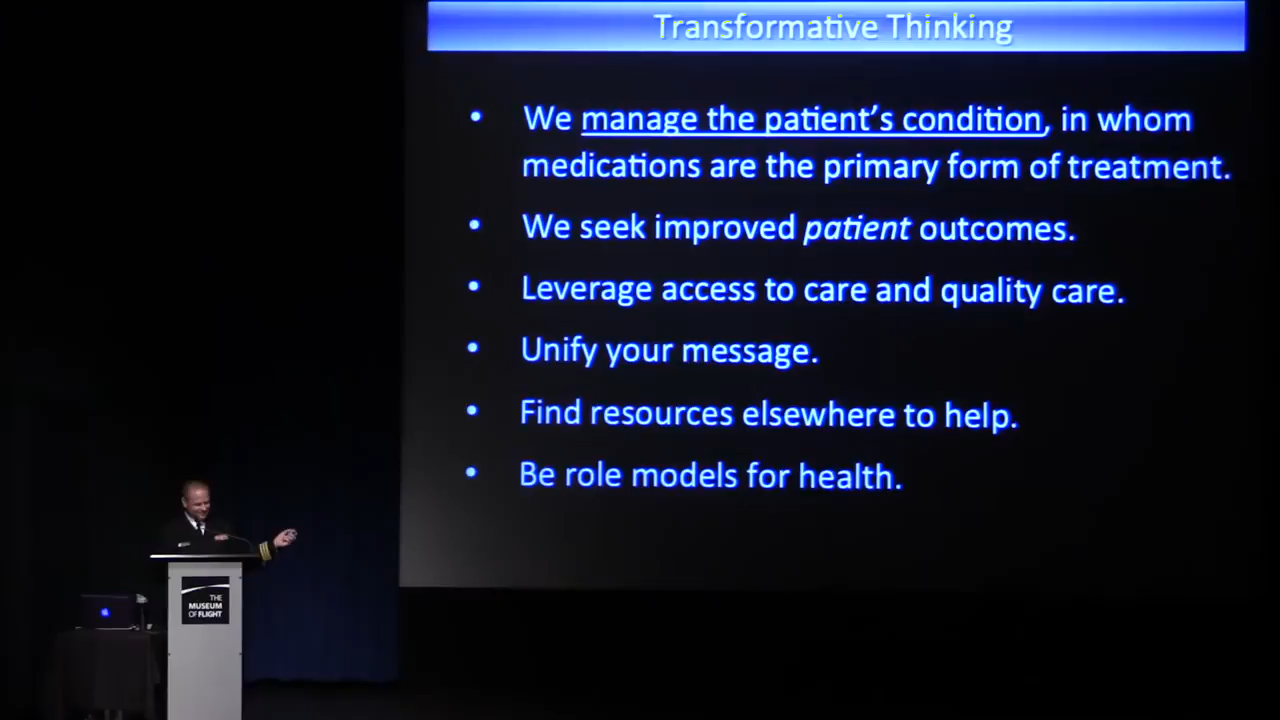 Transformative Thinking
• We manage the patient's condition, in whom
medications are the primary form of treatment.
• We seek improved patient outcomes.
• Leverage access to care and quality care.
• Unify your message.
• Find resources elsewhere to help.
• Be role models for health.
THE
MUSEUM
OF FLIGHT